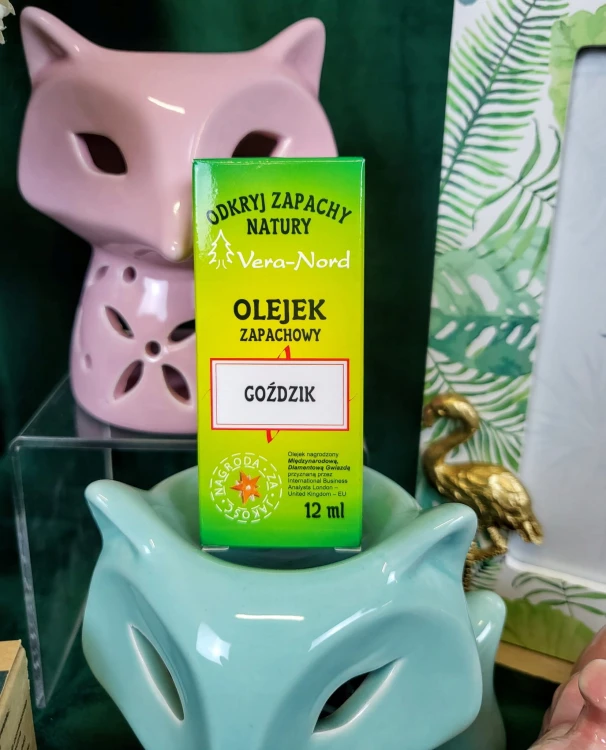 ODKRYJ ZAPACHY
NATURY
Vera-Nord
OLEJEK
ZAPACHOWY
GOŹDZIK
NAGRODA ZA JAKOŚĆ
Olejek nagrodzony
Międzynarodową,
Diamentową Gwiazdą
przyznaną przez
International Business
Analysts London –
United Kingdom – EU
12 ml